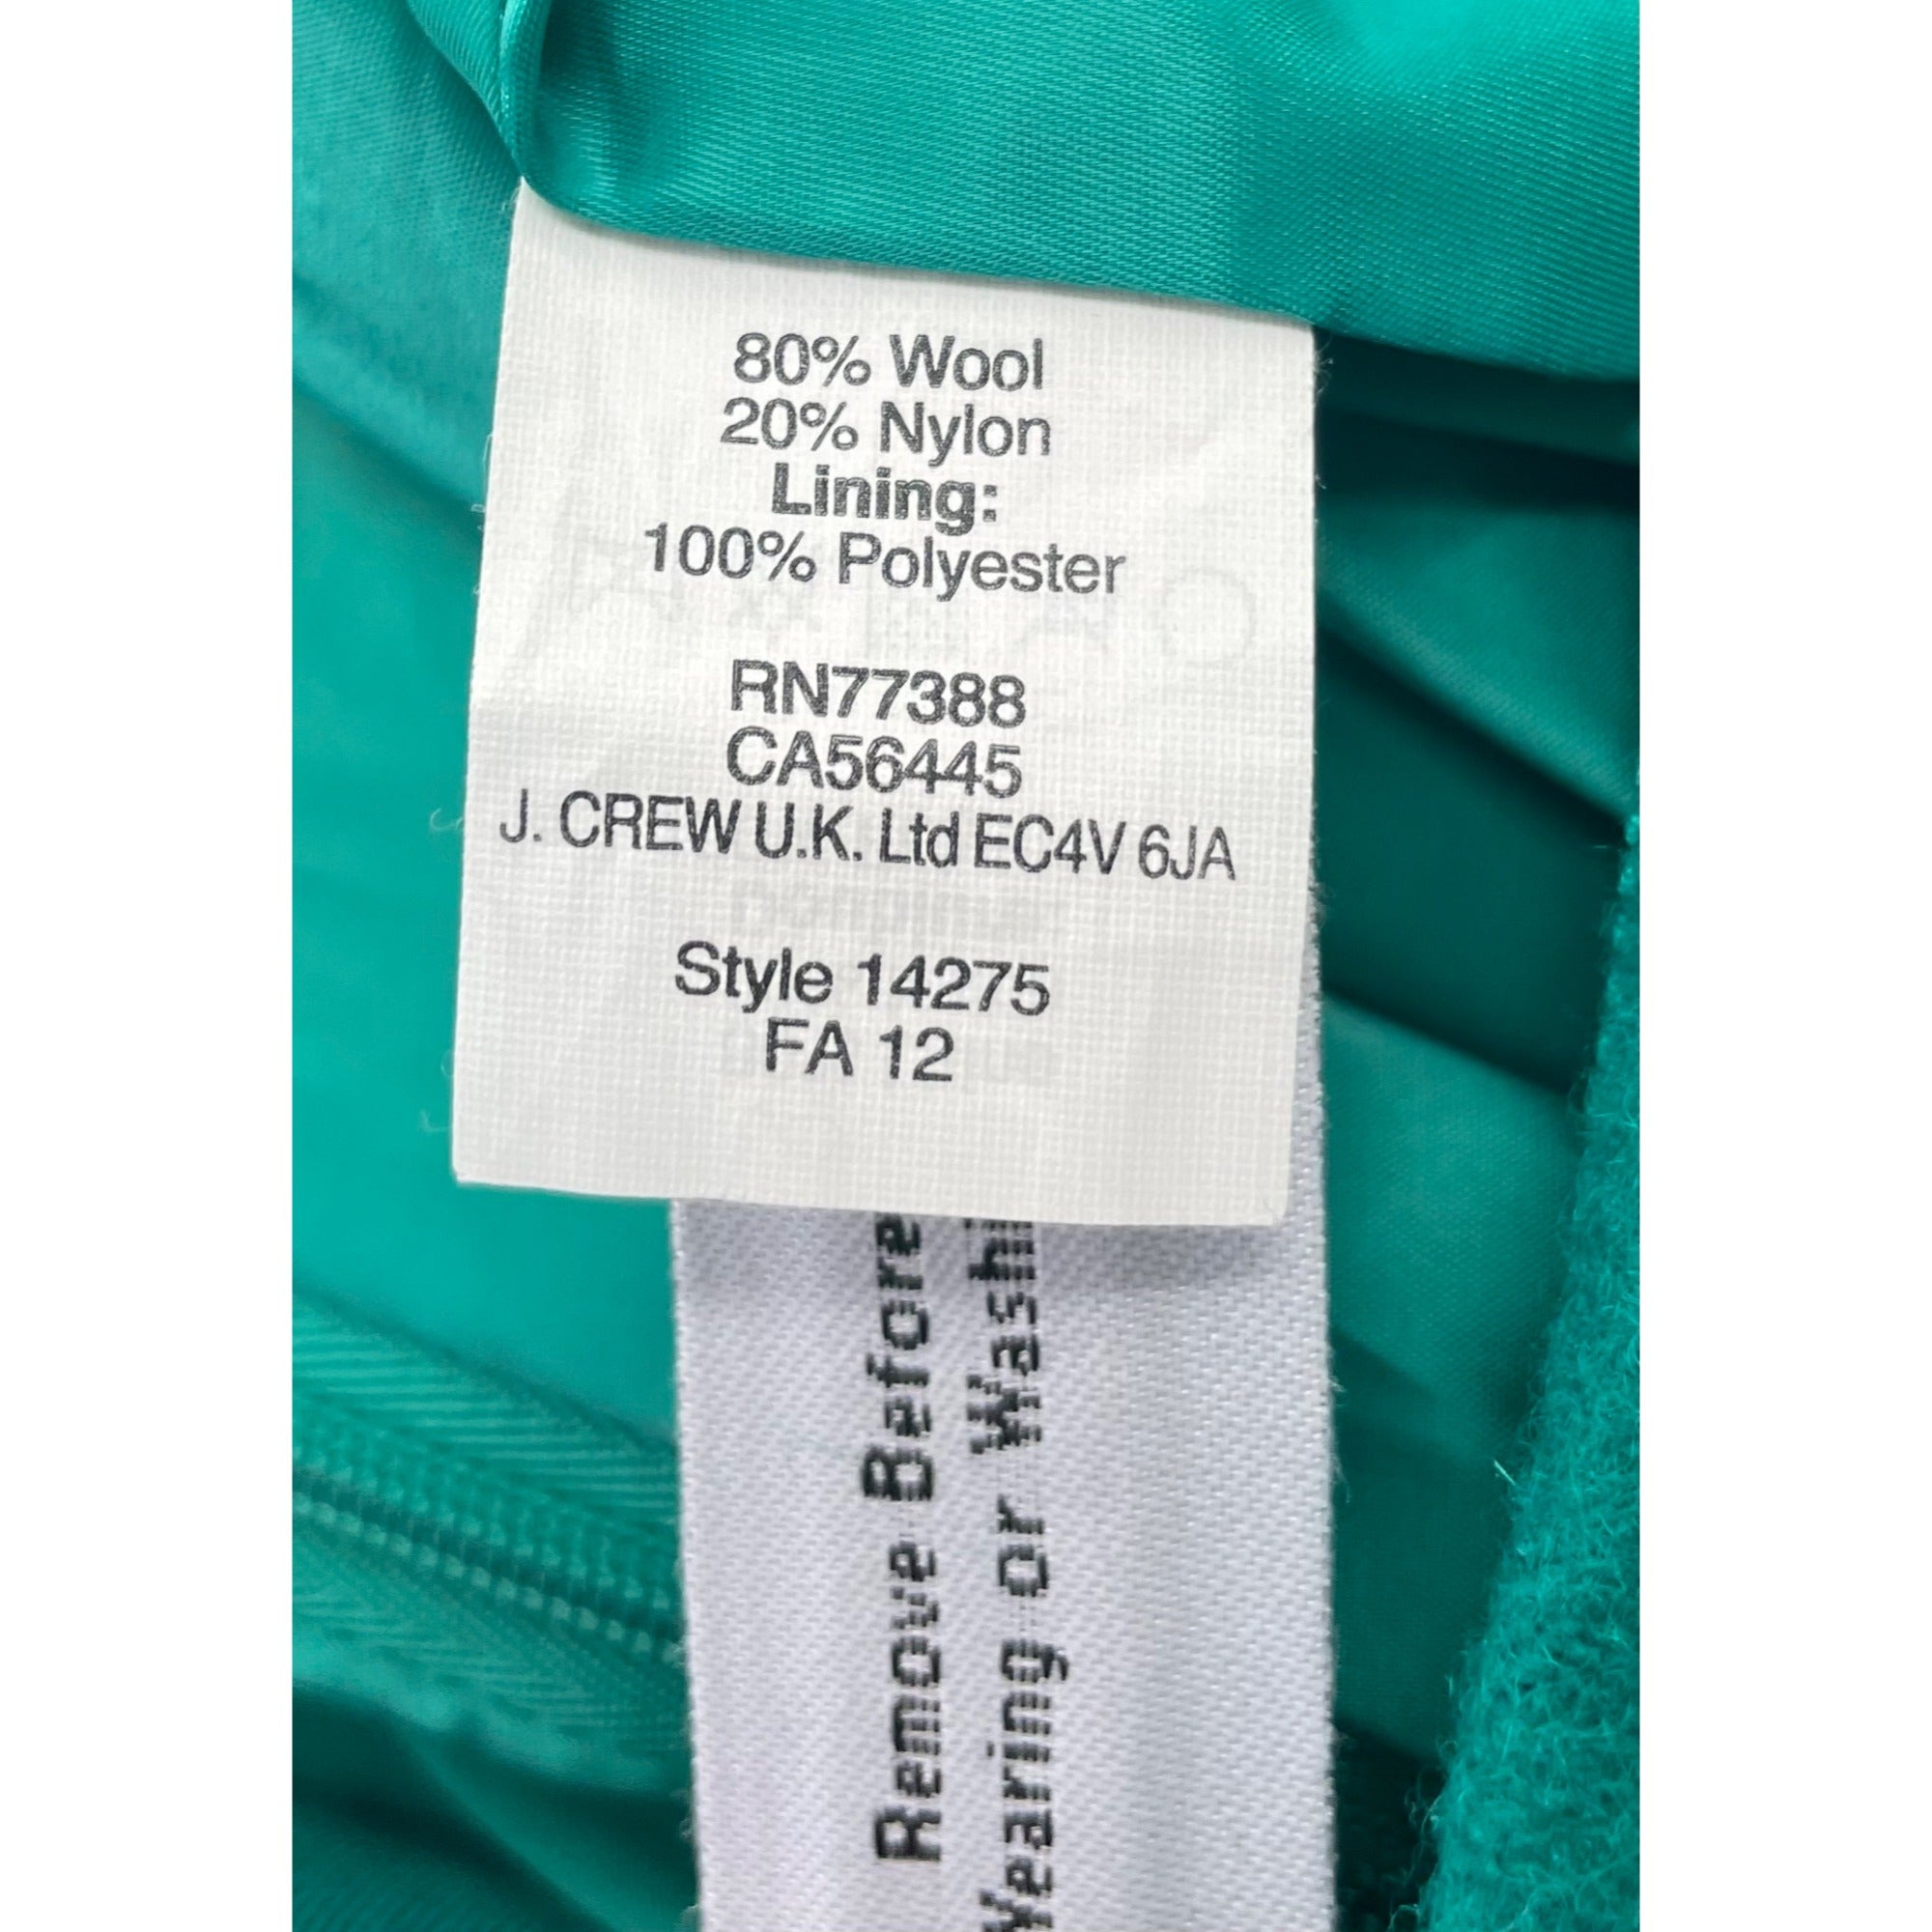 80% Wool
20% Nylon
Lining:
100% Polyester
RN77388
CA56445
J. CREW U.K. Ltd EC4V 6JA
Style 14275
FA 12
Remove Before
Wearing or Washi